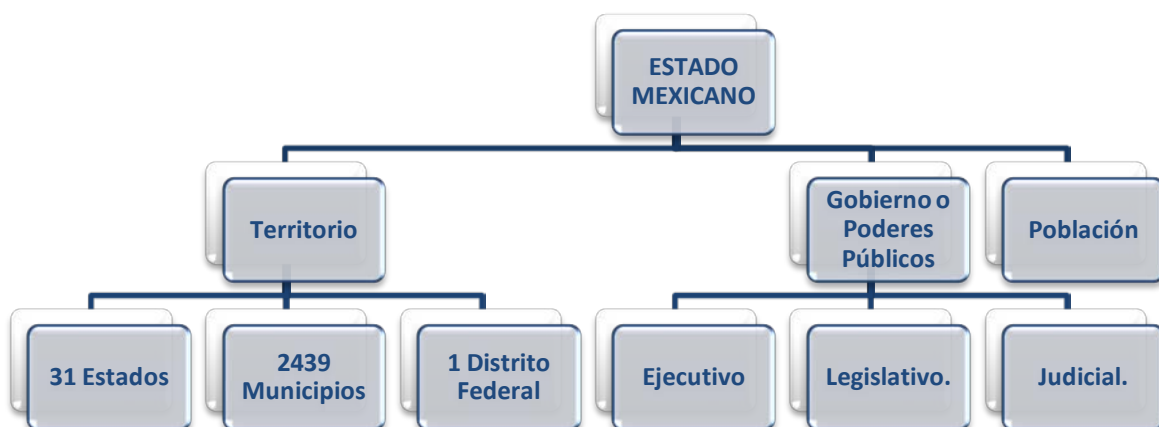 ESTADO
MEXICANO
Territorio
Gobierno o
Poderes
Públicos
Población
31 Estados
2439
Municipios
1 Distrito
Federal
Ejecutivo
Legislativo.
Judicial.